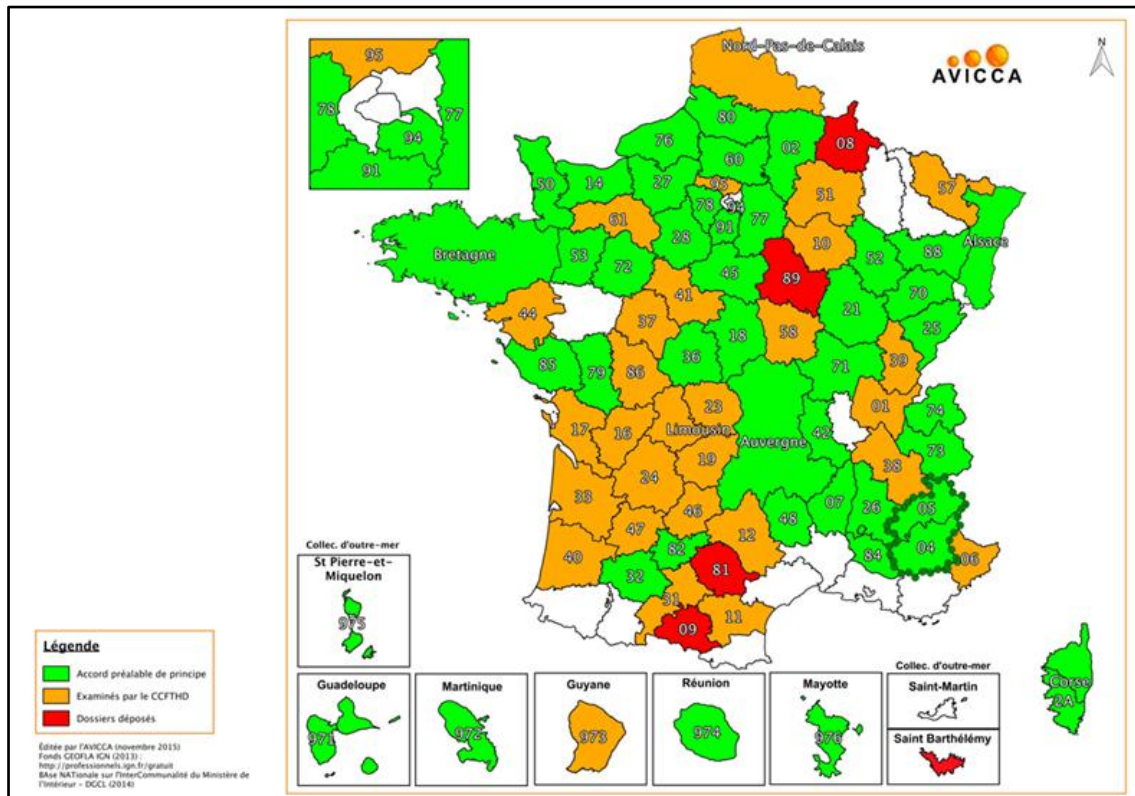 95
78
77
94
91
Nord-Pas-de-Calais
AVICCA
N
80
76
02
08
60
50
14
27
95
51
57
78
94
77
61
91
10
28
Alsace
Bretagne
53
72
45
52
88
89
41
70
44
37
21
18
58
25
85
79
36
71
39
86
01
74
23
17
16
Limousin
Auvergne
42
73
19
38
24
33
46
48
07
26
05
47
12
82
40
84
04
06
32
81
31
11
09
Corse
2A
Collec. d'outre-mer
St Pierre-et-
Miquelon
975
Légende
Accord préalable de principe
Examinés par le CCFTHD
Dossiers déposés
Guadeloupe
971
Martinique
972
Guyane
973
Réunion
974
Mayotte
976
Collec. d'outre-mer
Saint-Martin
Saint Barthélémy
Éditée par l'AVICCA (novembre 2015)
Fonds GEOFLA IGN (2013) :
http://professionnels.ign.fr/gratuit
BAse NATionale sur l'InterCommunalité du Ministère de
l'Intérieur - DGCL (2014)